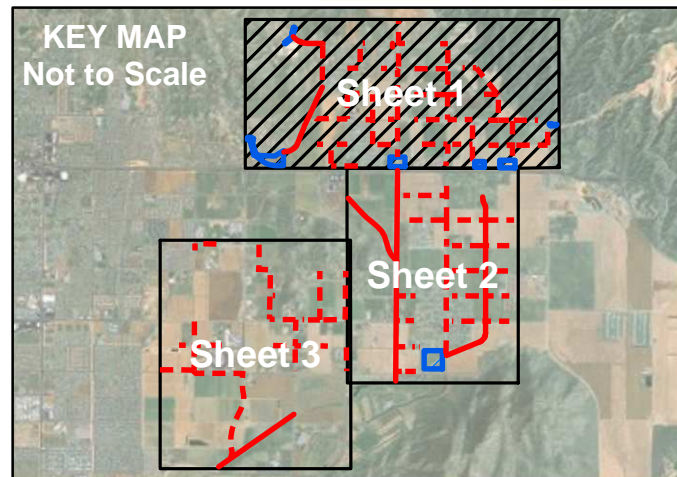 KEY MAP
Not to Scale
Sheet 1
Sheet 2
Sheet 3